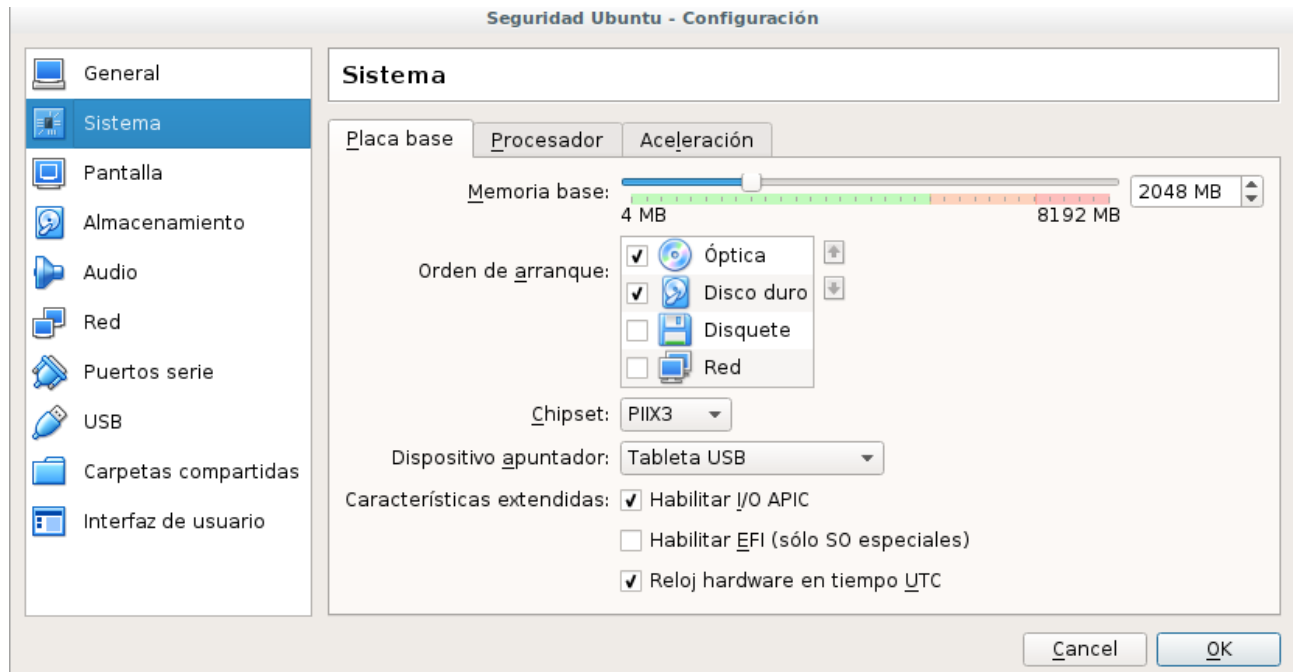 Seguridad Ubuntu - Configuración
General
Sistema
Pantalla
Almacenamiento
Audio
Red
Puertos serie
USB
Carpetas compartidas
Interfaz de usuario
Sistema
Placa base Procesador Aceleración
Memoria base: 2048 MB
4 MB 8192 MB
Orden de arranque: Óptica
Disco duro
Disquete
Red
Chipset: PIIX3
Dispositivo apuntador: Tableta USB
Características extendidas: Habilitar I/O APIC
Habilitar EFI (sólo SO especiales)
Reloj hardware en tiempo UTC
Cancel OK